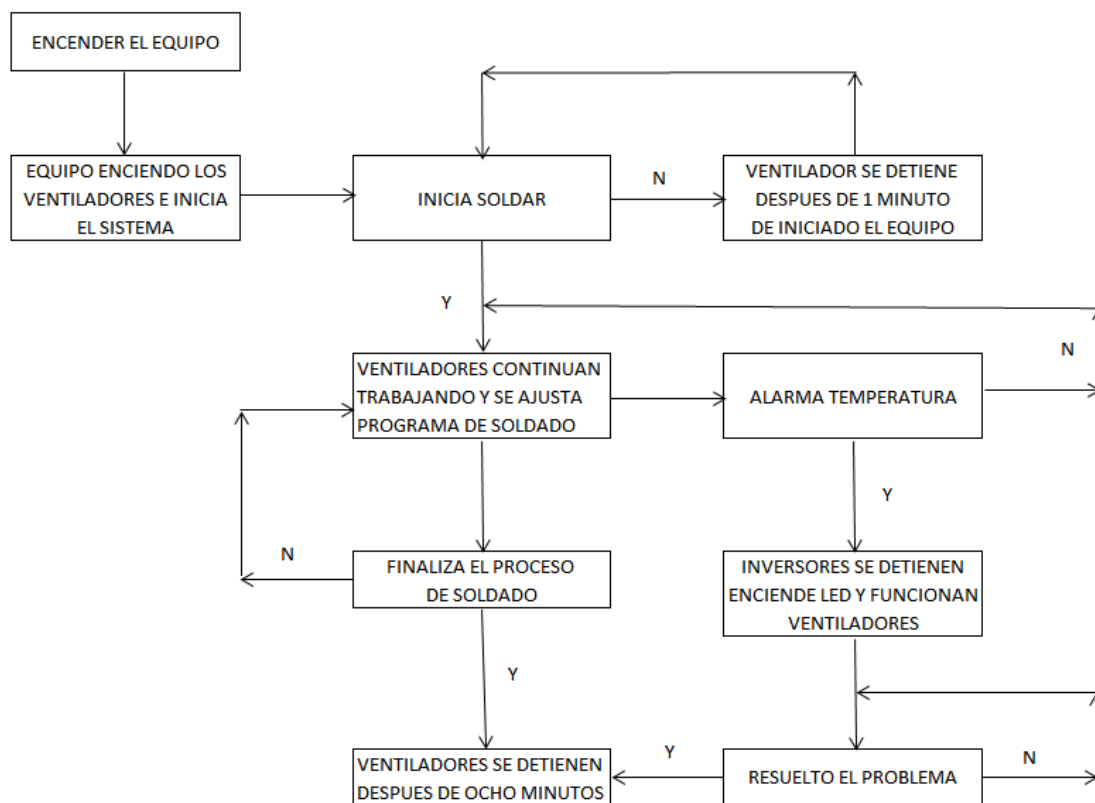 ENCENDER EL EQUIPO
EQUIPO ENCIENDO LOS
VENTILADORES E INICIA
EL SISTEMA
INICIA SOLDAR
N
VENTILADOR SE DETIENE
DESPUES DE 1 MINUTO
DE INICIADO EL EQUIPO
Y
VENTILADORES CONTINUAN
TRABAJANDO Y SE AJUSTA
PROGRAMA DE SOLDADO
ALARMA TEMPERATURA
N
Y
N
FINALIZA EL PROCESO
DE SOLDADO
INVERSORES SE DETIENEN
ENCIENDE LED Y FUNCIONAN
VENTILADORES
Y
VENTILADORES SE DETIENEN
DESPUES DE OCHO MINUTOS
Y
RESUELTO EL PROBLEMA
N